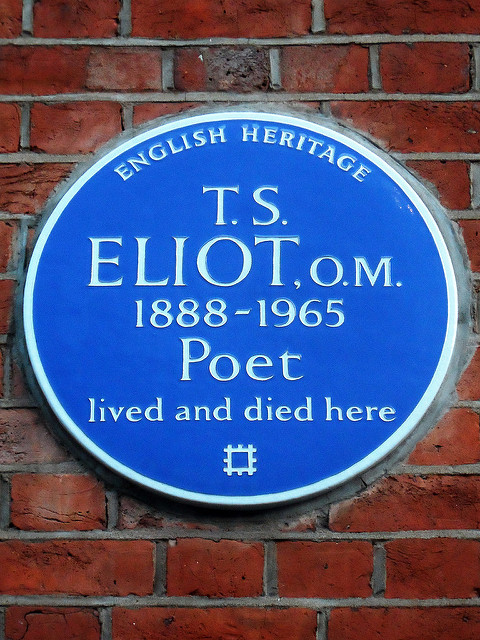 ENGLISH HERITAGE
T. S.
ELIOT, O.M.
1888-1965
Poet
lived and died here